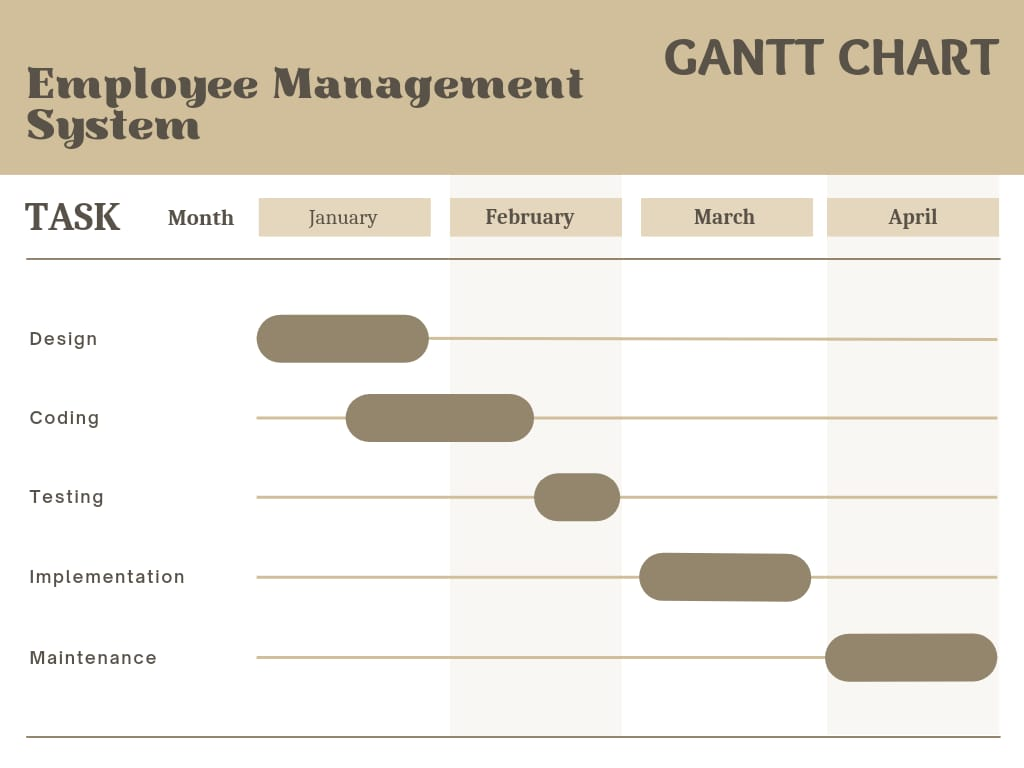 GANTT CHART
Employee Management
System
TASK Month January February March April
Design
Coding
Testing
Implementation
Maintenance